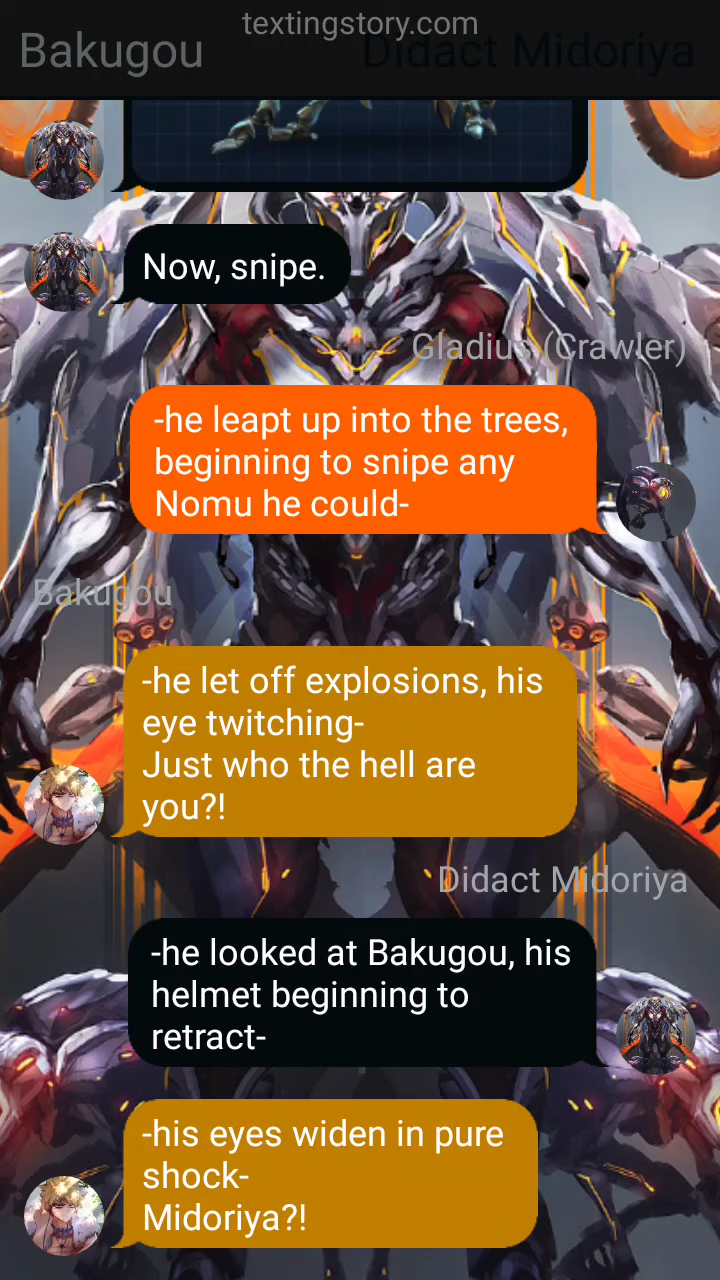 textingstory.com
Bakugou
Didact Midoriya
Now, snipe.
Gladius (Crawler)
-he leapt up into the trees,
beginning to snipe any
Nomu he could-
Bakugou
-he let off explosions, his
eye twitching-
Just who the hell are
you?!
Didact Midoriya
-he looked at Bakugou, his
helmet beginning to
retract-
-his eyes widen in pure
shock-
Midoriya?!